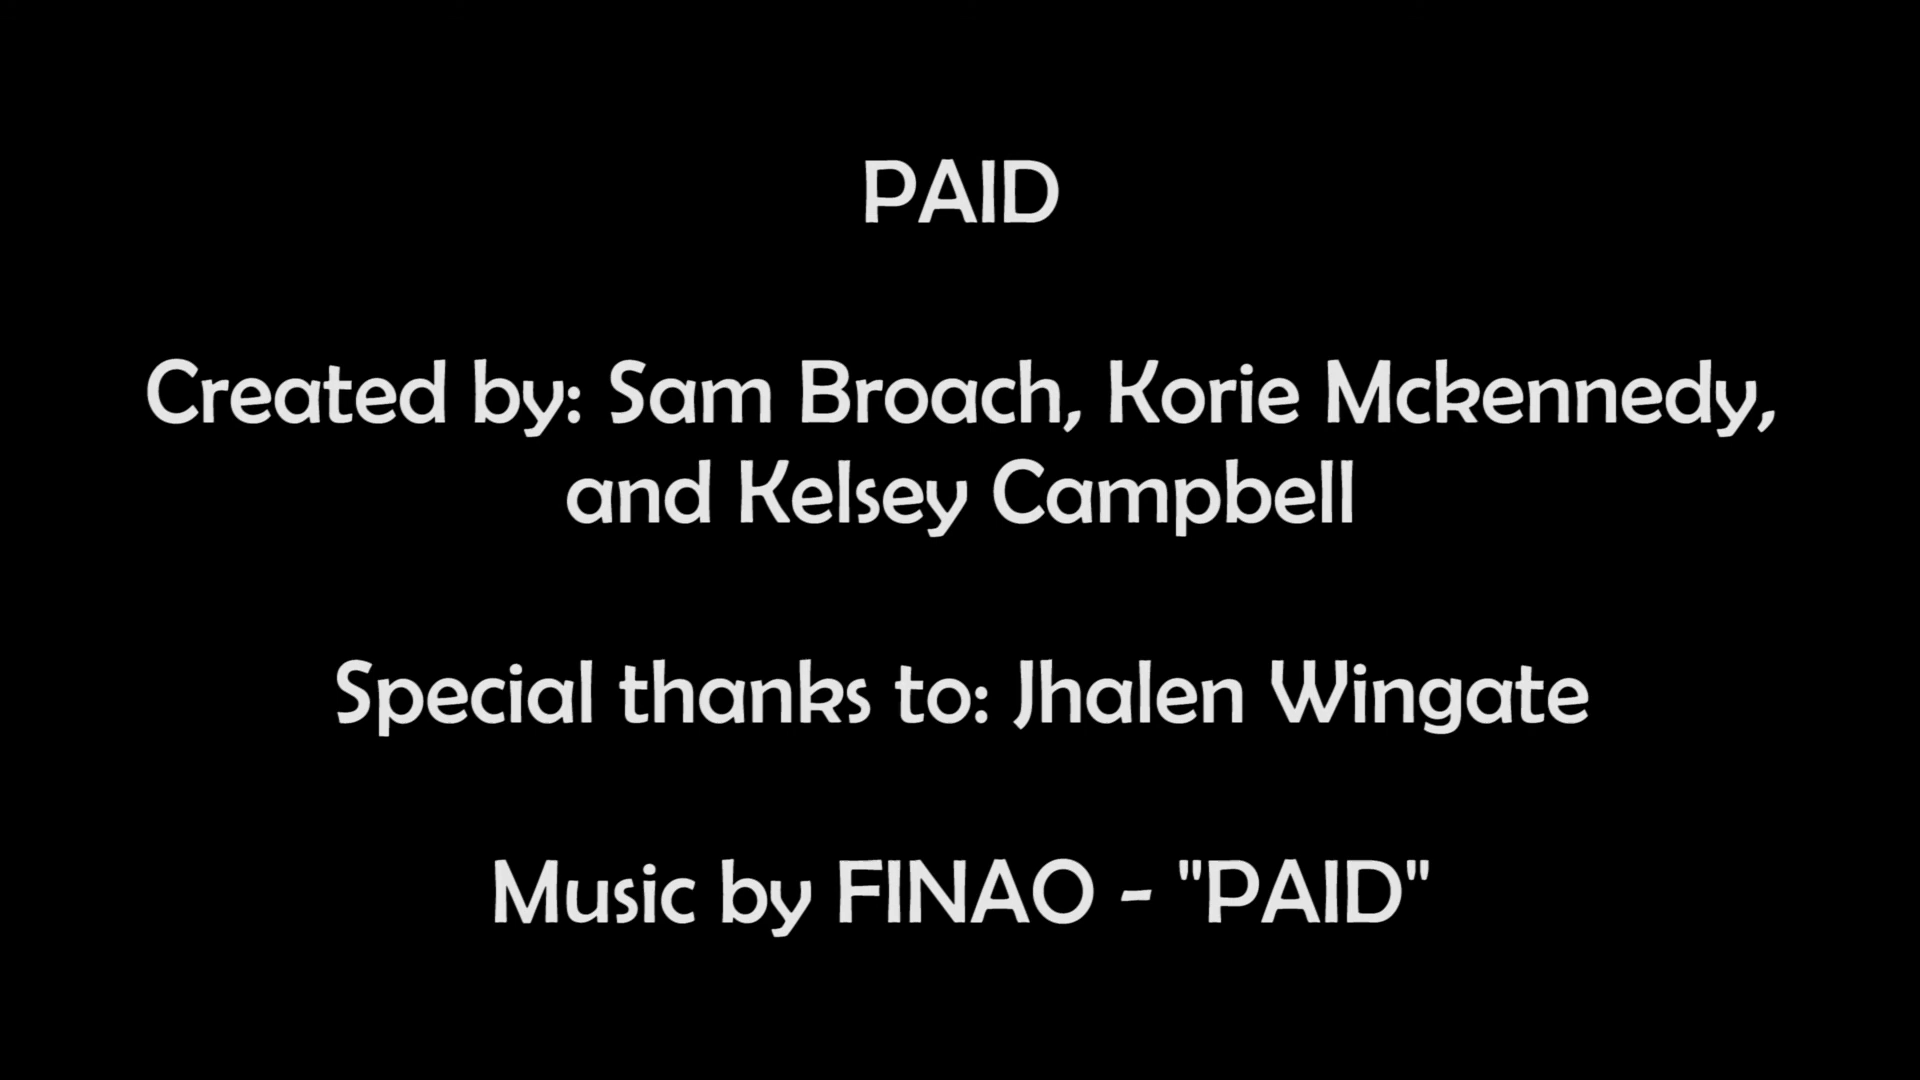 PAID
Created by: Sam Broach, Korie Mckennedy,
and Kelsey Campbell
Special thanks to: Jhalen Wingate
Music by FINAO - "PAID"